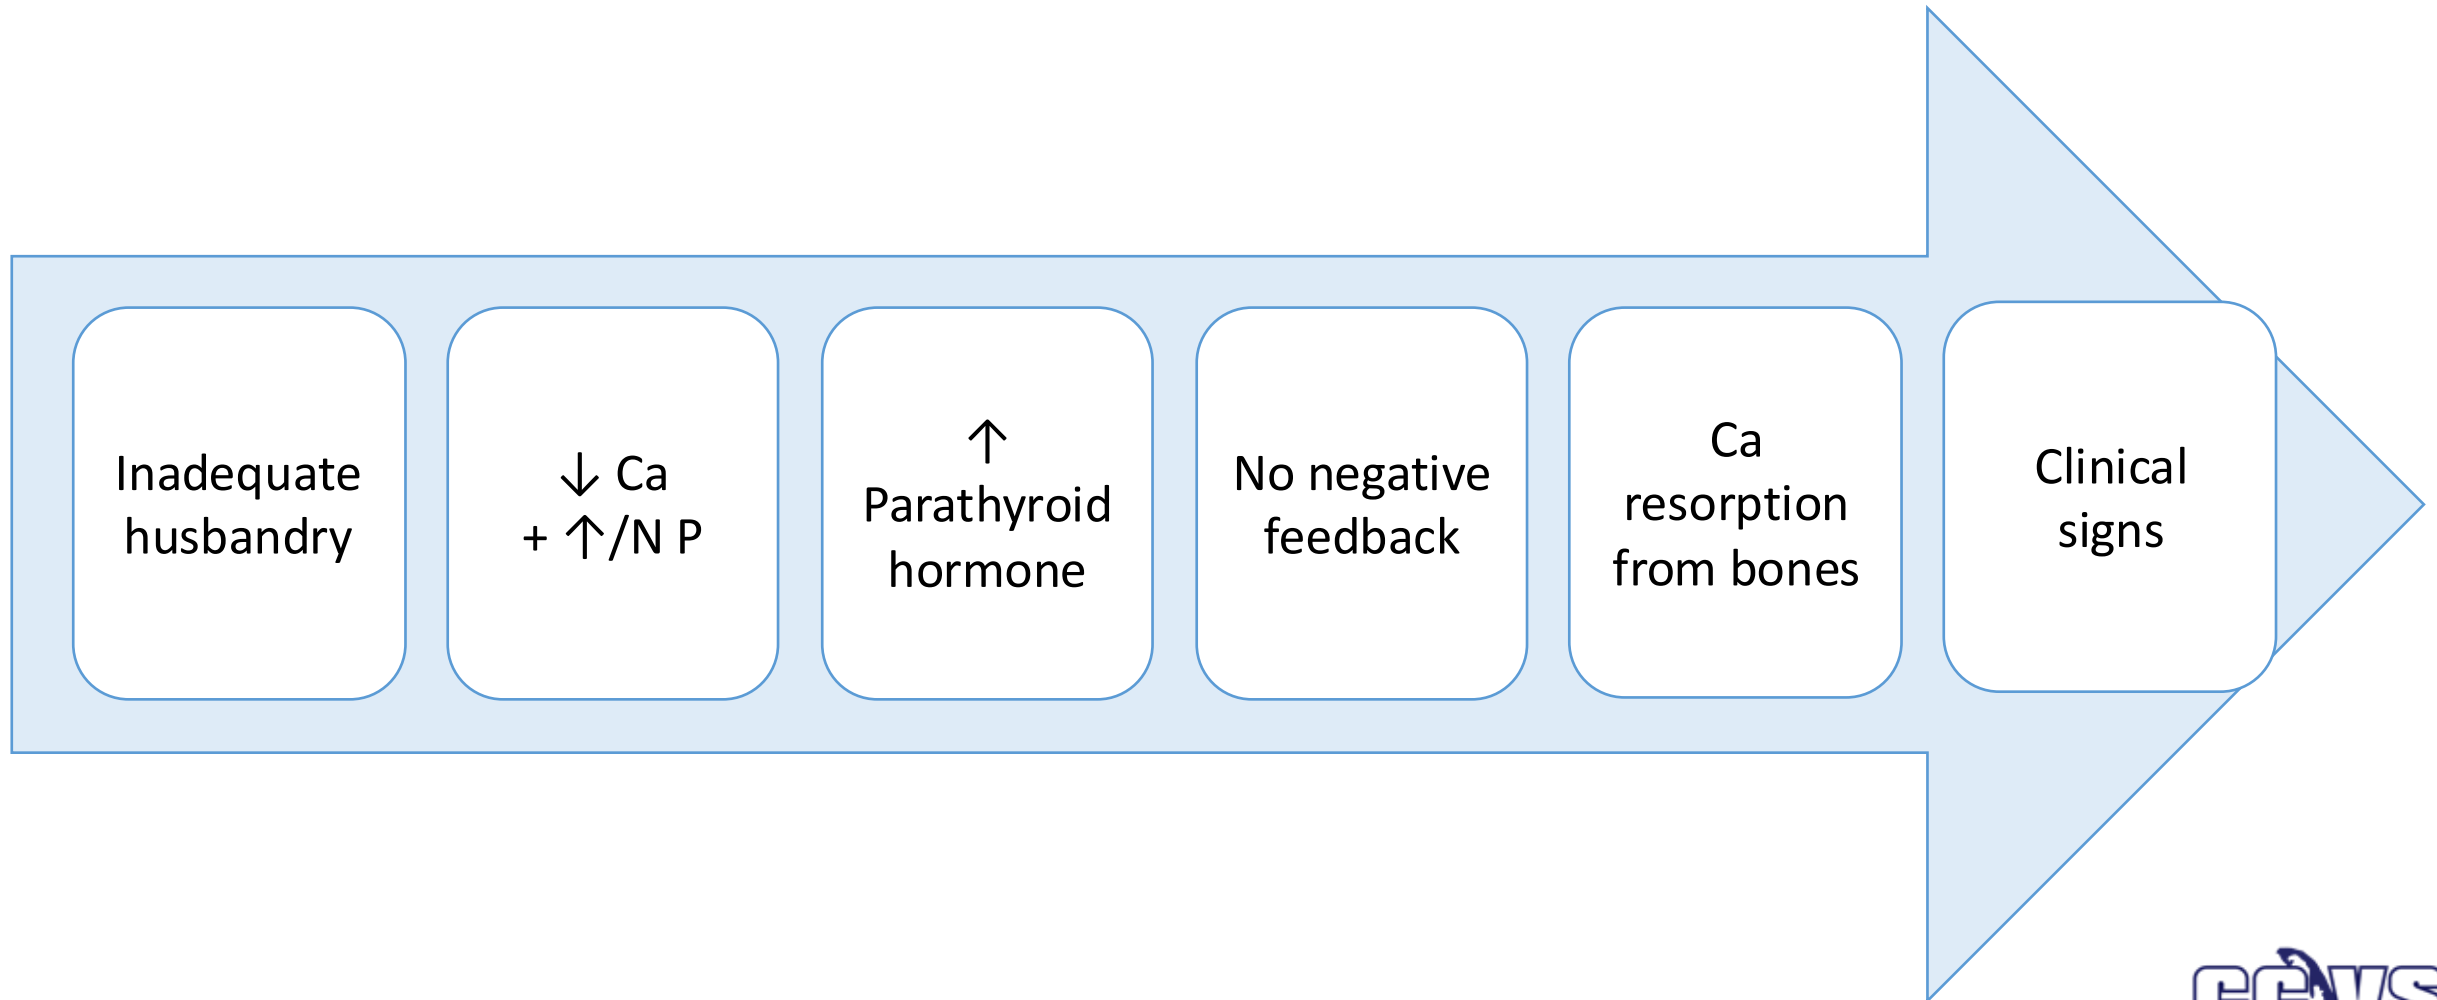 Inadequate
husbandry
↓ Ca
+ ↑/N P
↑
Parathyroid
hormone
No negative
feedback
Ca
resorption
from bones
Clinical
signs